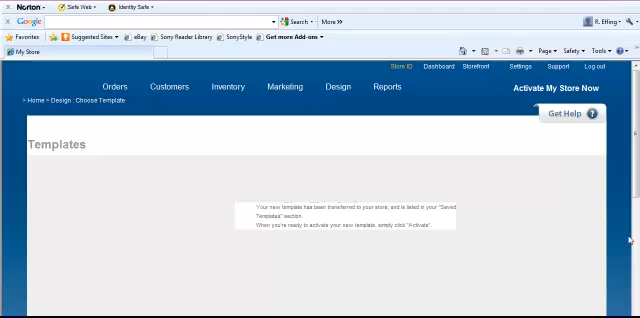 Norton Safe Web Identity Safe
Google Search More »
R. Effing
Favorites Suggested Sites eBay Sony Reader Library SonyStyle Get more Add-ons
My Store Page Safety Tools
Store ID Dashboard Storefront Settings Support Log out
Orders Customers Inventory Marketing Design Reports Activate My Store Now
> Home > Design : Choose Template
Get Help ?
Templates
Your new template has been transferred to your store, and is listed in your "Saved
Templates" section.
When you're ready to activate your new template, simply click "Activate".